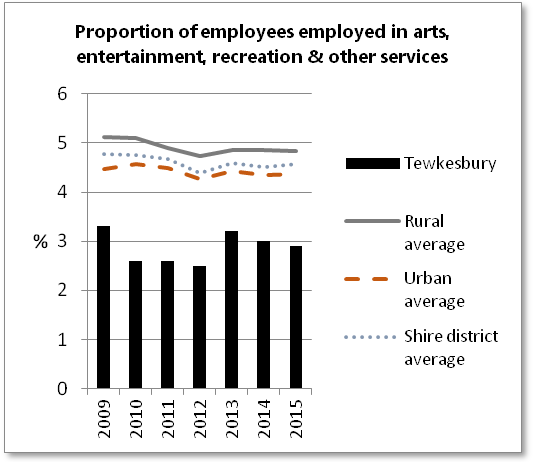 Proportion of employees employed in arts,
entertainment, recreation & other services
6
5
4
3
2
1
0
%
2009
2010
2011
2012
2013
2014
2015
Tewkesbury
Rural
average
Urban
average
Shire district
average